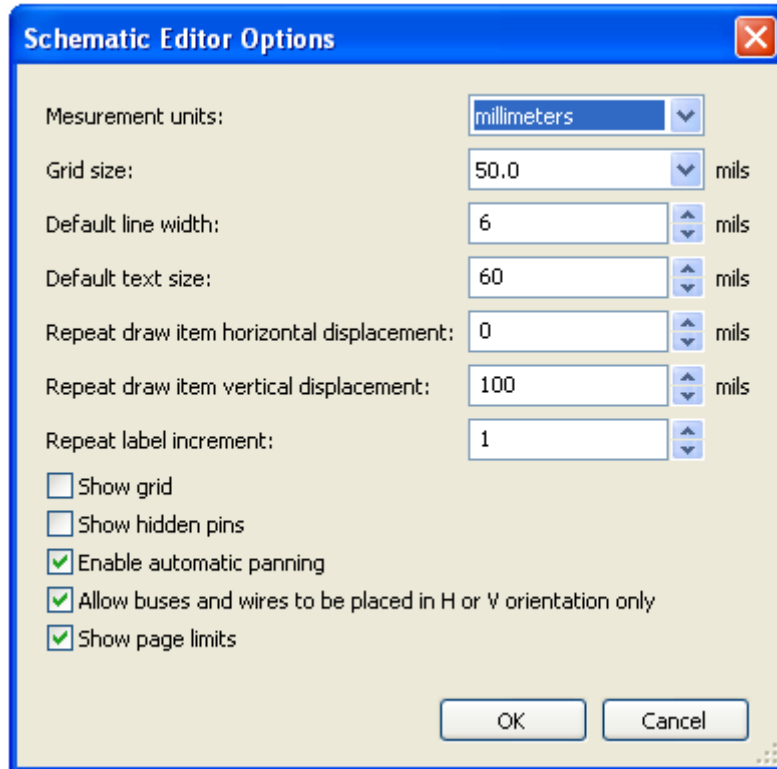 Schematic Editor Options
Mesurement units: millimeters
Grid size: 50.0 mils
Default line width: 6 mils
Default text size: 60 mils
Repeat draw item horizontal displacement: 0 mils
Repeat draw item vertical displacement: 100 mils
Repeat label increment: 1
Show grid
Show hidden pins
Enable automatic panning
Allow buses and wires to be placed in H or V orientation only
Show page limits
OK Cancel